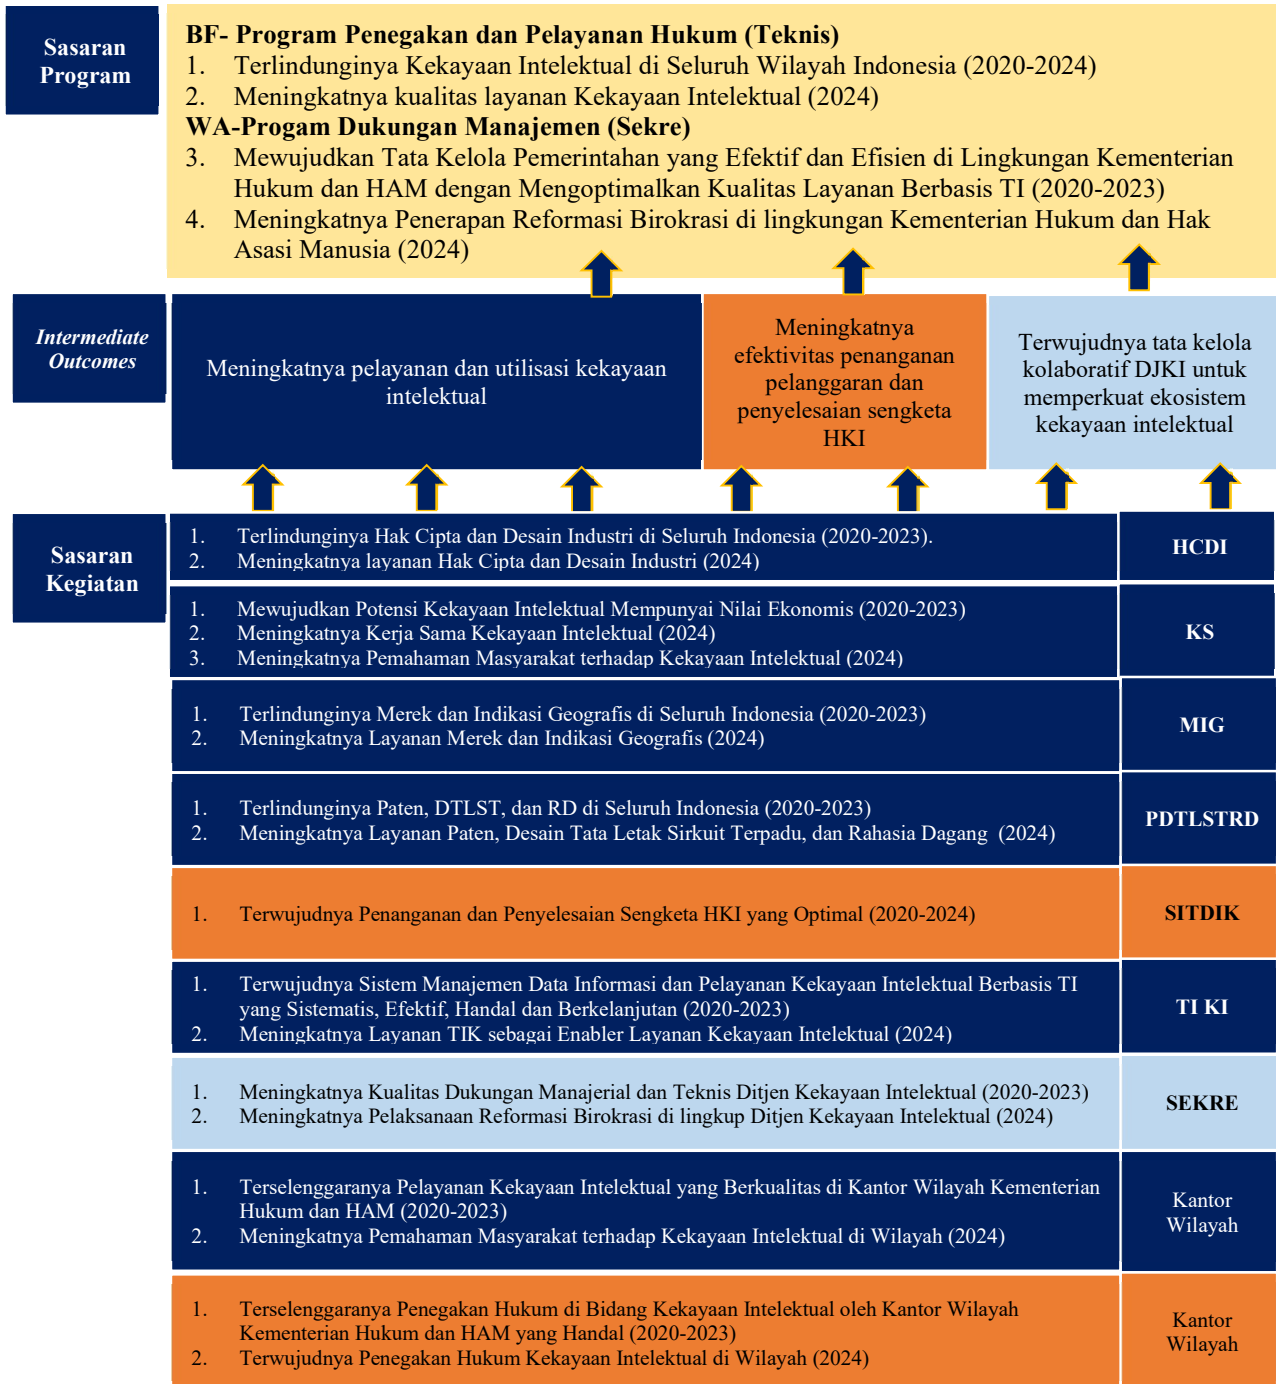 Sasaran
Program
BF- Program Penegakan dan Pelayanan Hukum (Teknis)
1. Terlindunginya Kekayaan Intelektual di Seluruh Wilayah Indonesia (2020-2024)
2. Meningkatnya kualitas layanan Kekayaan Intelektual (2024)
WA-Progam Dukungan Manajemen (Sekre)
3. Mewujudkan Tata Kelola Pemerintahan yang Efektif dan Efisien di Lingkungan Kementerian
Hukum dan HAM dengan Mengoptimalkan Kualitas Layanan Berbasis TI (2020-2023)
4. Meningkatnya Penerapan Reformasi Birokrasi di lingkungan Kementerian Hukum dan Hak
Asasi Manusia (2024)
Intermediate
Outcomes
Meningkatnya pelayanan dan utilisasi kekayaan
intelektual
Meningkatnya
efektivitas penanganan
pelanggaran dan
penyelesaian sengketa
HKI
Terwujudnya tata kelola
kolaboratif DJKI untuk
memperkuat ekosistem
kekayaan intelektual
Sasaran
Kegiatan
1. Terlindunginya Hak Cipta dan Desain Industri di Seluruh Indonesia (2020-2023).
2. Meningkatnya layanan Hak Cipta dan Desain Industri (2024)
HCDI
1. Mewujudkan Potensi Kekayaan Intelektual Mempunyai Nilai Ekonomis (2020-2023)
2. Meningkatnya Kerja Sama Kekayaan Intelektual (2024)
3. Meningkatnya Pemahaman Masyarakat terhadap Kekayaan Intelektual (2024)
KS
1. Terlindunginya Merek dan Indikasi Geografis di Seluruh Indonesia (2020-2023)
2. Meningkatnya Layanan Merek dan Indikasi Geografis (2024)
MIG
1. Terlindunginya Paten, DTLST, dan RD di Seluruh Indonesia (2020-2023)
2. Meningkatnya Layanan Paten, Desain Tata Letak Sirkuit Terpadu, dan Rahasia Dagang (2024)
PDTLSTRD
1. Terwujudnya Penanganan dan Penyelesaian Sengketa HKI yang Optimal (2020-2024)
SITDIK
1. Terwujudnya Sistem Manajemen Data Informasi dan Pelayanan Kekayaan Intelektual Berbasis TI
yang Sistematis, Efektif, Handal dan Berkelanjutan (2020-2023)
2. Meningkatnya Layanan TIK sebagai Enabler Layanan Kekayaan Intelektual (2024)
TI KI
1. Meningkatnya Kualitas Dukungan Manajerial dan Teknis Ditjen Kekayaan Intelektual (2020-2023)
2. Meningkatnya Pelaksanaan Reformasi Birokrasi di lingkup Ditjen Kekayaan Intelektual (2024)
SEKRE
1. Terselenggaranya Pelayanan Kekayaan Intelektual yang Berkualitas di Kantor Wilayah Kementerian
Hukum dan HAM (2020-2023)
2. Meningkatnya Pemahaman Masyarakat terhadap Kekayaan Intelektual di Wilayah (2024)
Kantor
Wilayah
1. Terselenggaranya Penegakan Hukum di Bidang Kekayaan Intelektual oleh Kantor Wilayah
Kementerian Hukum dan HAM yang Handal (2020-2023)
2. Terwujudnya Penegakan Hukum Kekayaan Intelektual di Wilayah (2024)
Kantor
Wilayah